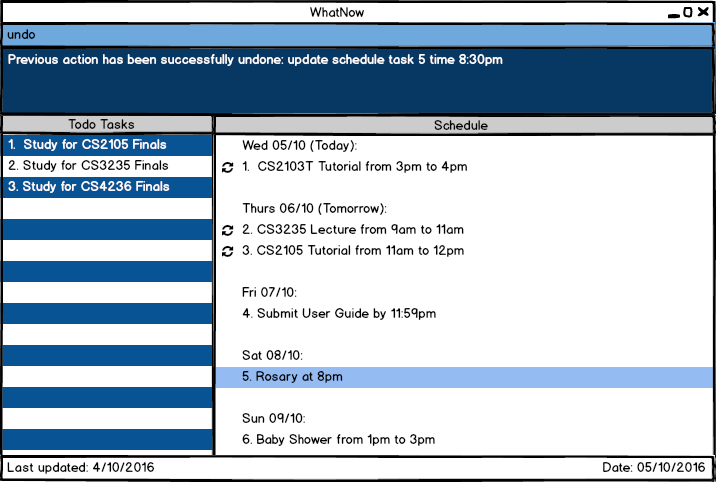 WhatNow
undo
Previous action has been successfully undone: update schedule task 5 time 8:30pm
Todo Tasks
1. Study for CS2105 Finals
2. Study for CS3235 Finals
3. Study for CS4236 Finals
Schedule
Wed 05/10 (Today):
1. CS2103T Tutorial from 3pm to 4pm
Thurs 06/10 (Tomorrow):
2. CS3235 Lecture from 9am to 11am
3. CS2105 Tutorial from 11am to 12pm
Fri 07/10:
4. Submit User Guide by 11:59pm
Sat 08/10:
5. Rosary at 8pm
Sun 09/10:
6. Baby Shower from 1pm to 3pm
Last updated: 4/10/2016
Date: 05/10/2016